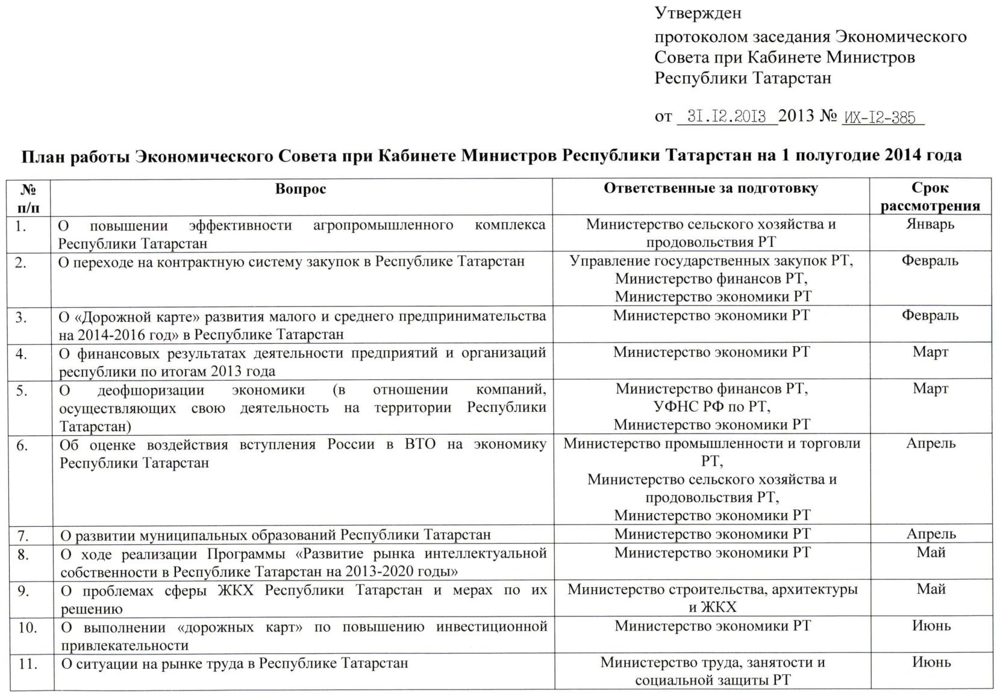 Утвержден
протоколом заседания Экономического
Совета при Кабинете Министров
Республики Татарстан
от 31.12.2013 2013 № ИХ-12-385
План работы Экономического Совета при Кабинете Министров Республики Татарстан на 1 полугодие 2014 года
№
п/п
Вопрос
Ответственные за подготовку
Срок
рассмотрения
1.
О повышении эффективности агропромышленного комплекса
Республики Татарстан
Министерство сельского хозяйства и
продовольствия РТ
Январь
2.
О переходе на контрактную систему закупок в Республике Татарстан
Управление государственных закупок РТ,
Министерство финансов РТ,
Министерство экономики РТ
Февраль
3.
О «Дорожной карте» развития малого и среднего предпринимательства
на 2014-2016 год» в Республике Татарстан
Министерство экономики РТ
Февраль
4.
О финансовых результатах деятельности предприятий и организаций
республики по итогам 2013 года
Министерство экономики РТ
Март
5.
О деофшоризации экономики (в отношении компаний,
осуществляющих свою деятельность на территории Республики
Татарстан)
Министерство финансов РТ,
УФНС РФ по РТ,
Министерство экономики РТ
Март
6.
Об оценке воздействия вступления России в ВТО на экономику
Республики Татарстан
Министерство промышленности и торговли
РТ,
Министерство сельского хозяйства и
продовольствия РТ,
Министерство экономики РТ
Апрель
7.
О развитии муниципальных образований Республики Татарстан
Министерство экономики РТ
Апрель
8.
О ходе реализации Программы «Развитие рынка интеллектуальной
собственности в Республике Татарстан на 2013-2020 годы»
Министерство экономики РТ
Май
9.
О проблемах сферы ЖКХ Республики Татарстан и мерах по их
решению
Министерство строительства, архитектуры
и ЖКХ
Май
10.
О выполнении «дорожных карт» по повышению инвестиционной
привлекательности
Министерство экономики РТ
Июнь
11.
О ситуации на рынке труда в Республике Татарстан
Министерство труда, занятости и
социальной защиты РТ
Июнь